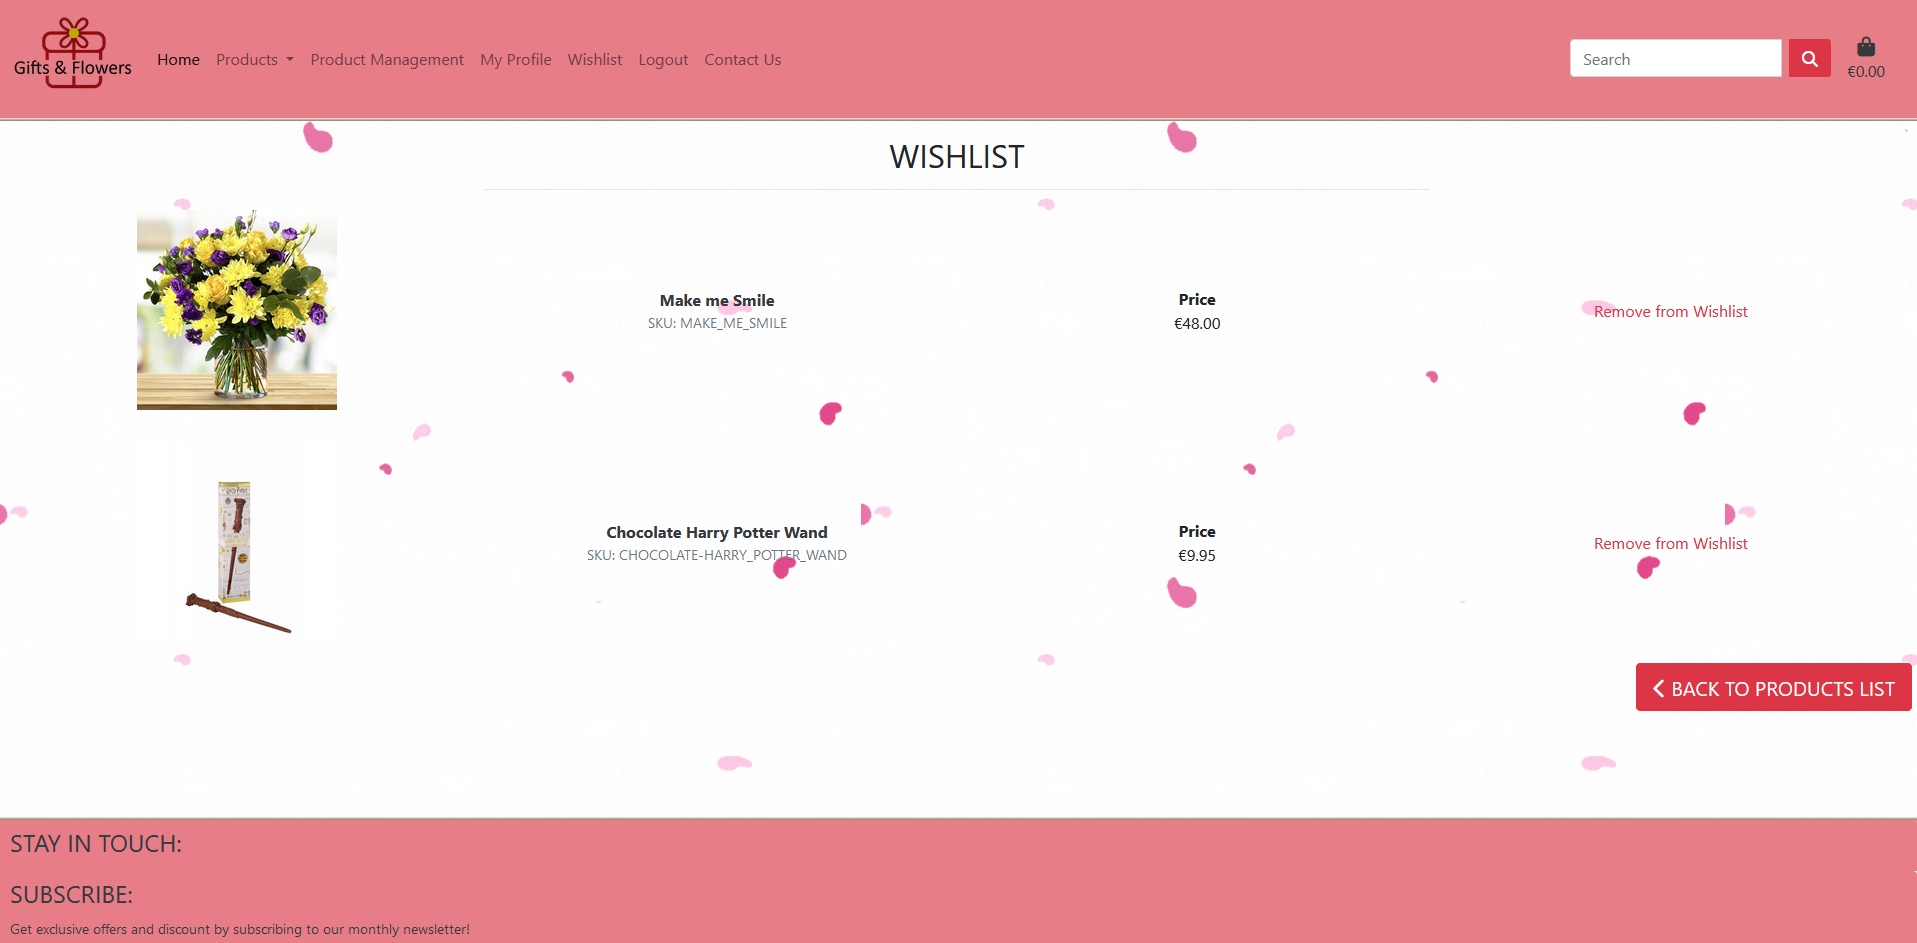 Gifts & Flowers
Home Products Product Management My Profile Wishlist Logout Contact Us
Search
€0.00
WISHLIST
Make me Smile
SKU: MAKE_ME_SMILE
Price
€48.00
Remove from Wishlist
Chocolate Harry Potter Wand
SKU: CHOCOLATE-HARRY_POTTER_WAND
Price
€9.95
Remove from Wishlist
BACK TO PRODUCTS LIST
STAY IN TOUCH:
SUBSCRIBE:
Get exclusive offers and discount by subscribing to our monthly newsletter!